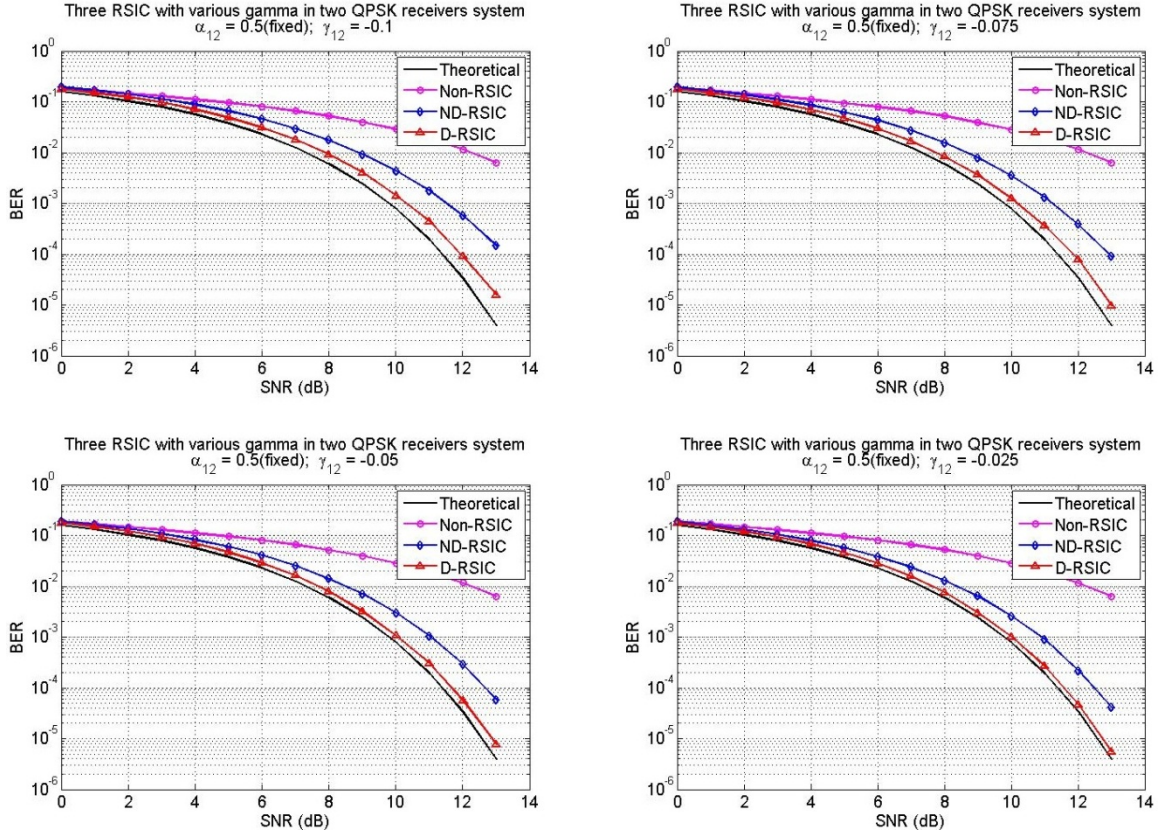 Three RSIC with various gamma in two QPSK receivers system
α12 = 0.5(fixed); γ12 = -0.1
10^0
10^-1
10^-2
10^-3
10^-4
10^-5
10^-6
BER
0 2 4 6 8 10 12 14
SNR (dB)
Theoretical
Non-RSIC
ND-RSIC
D-RSIC
Three RSIC with various gamma in two QPSK receivers system
α12 = 0.5(fixed); γ12 = -0.075
10^0
10^-1
10^-2
10^-3
10^-4
10^-5
10^-6
BER
0 2 4 6 8 10 12 14
SNR (dB)
Theoretical
Non-RSIC
ND-RSIC
D-RSIC
Three RSIC with various gamma in two QPSK receivers system
α12 = 0.5(fixed); γ12 = -0.05
10^0
10^-1
10^-2
10^-3
10^-4
10^-5
10^-6
BER
0 2 4 6 8 10 12 14
SNR (dB)
Theoretical
Non-RSIC
ND-RSIC
D-RSIC
Three RSIC with various gamma in two QPSK receivers system
α12 = 0.5(fixed); γ12 = -0.025
10^0
10^-1
10^-2
10^-3
10^-4
10^-5
10^-6
BER
0 2 4 6 8 10 12 14
SNR (dB)
Theoretical
Non-RSIC
ND-RSIC
D-RSIC